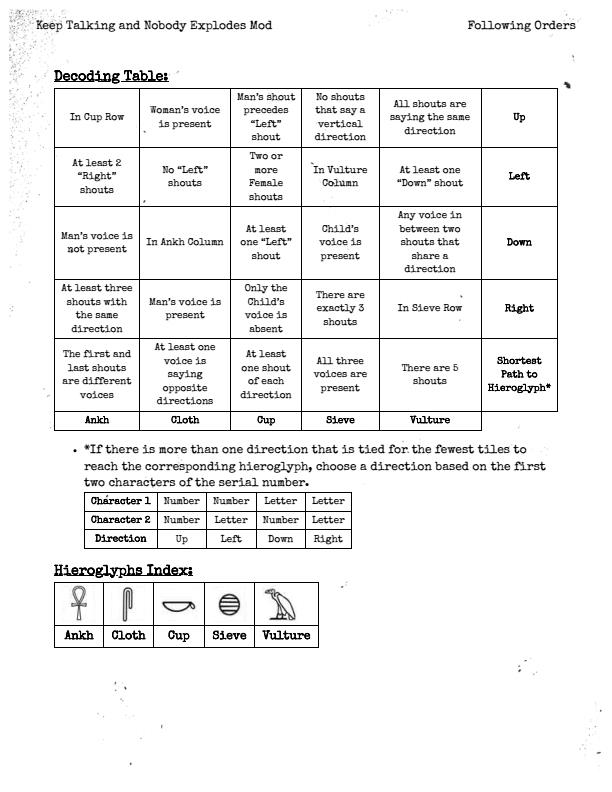 Keep Talking and Nobody Explodes Mod
Following Orders
Decoding Table:
In Cup Row
Woman's voice
is present
Man's shout
precedes
"Left"
shout
No shouts
that say a
vertical
direction
All shouts are
saying the same
direction
Up
At least 2
"Right"
shouts
No "Left"
shouts
Two or
more
Female
shouts
In Vulture
Column
At least one
"Down" shout
Left
Man's voice is
not present
In Ankh Column
At least
one "Left"
shout
Child's
voice is
present
Any voice in
between two
shouts that
share a
direction
Down
At least three
shouts with
the same
direction
Man's voice is
present
Only the
Child's
voice is
absent
There are
exactly 3
shouts
In Sieve Row
Right
The first and
last shouts
are different
voices
At least one
voice is
saying
opposite
directions
At least
one shout
of each
direction
All three
voices are
present
There are 5
shouts
Shortest
Path to
Hieroglyph*
Ankh
Cloth
Cup
Sieve
Vulture
• *If there is more than one direction that is tied for the fewest tiles to
reach the corresponding hieroglyph, choose a direction based on the first
two characters of the serial number.
Character 1 Number Number Letter Letter
Character 2 Number Letter Number Letter
Direction Up Left Down Right
Hieroglyphs Index:
Ankh Cloth Cup Sieve Vulture